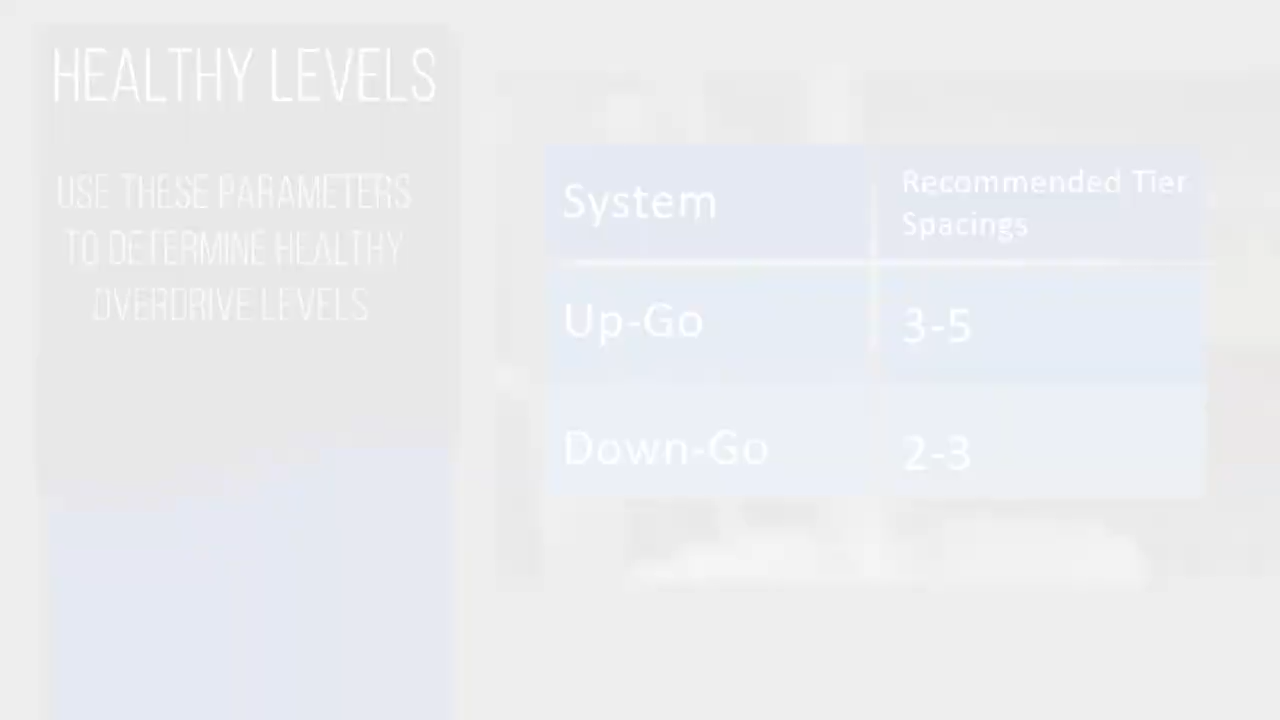 HEALTHY LEVELS
USE THESE PARAMETERS
TO DETERMINE HEALTHY
OVERDRIVE LEVELS
System
Recommended Tier
Spacings
Up-Go
3-5
Down-Go
2-3